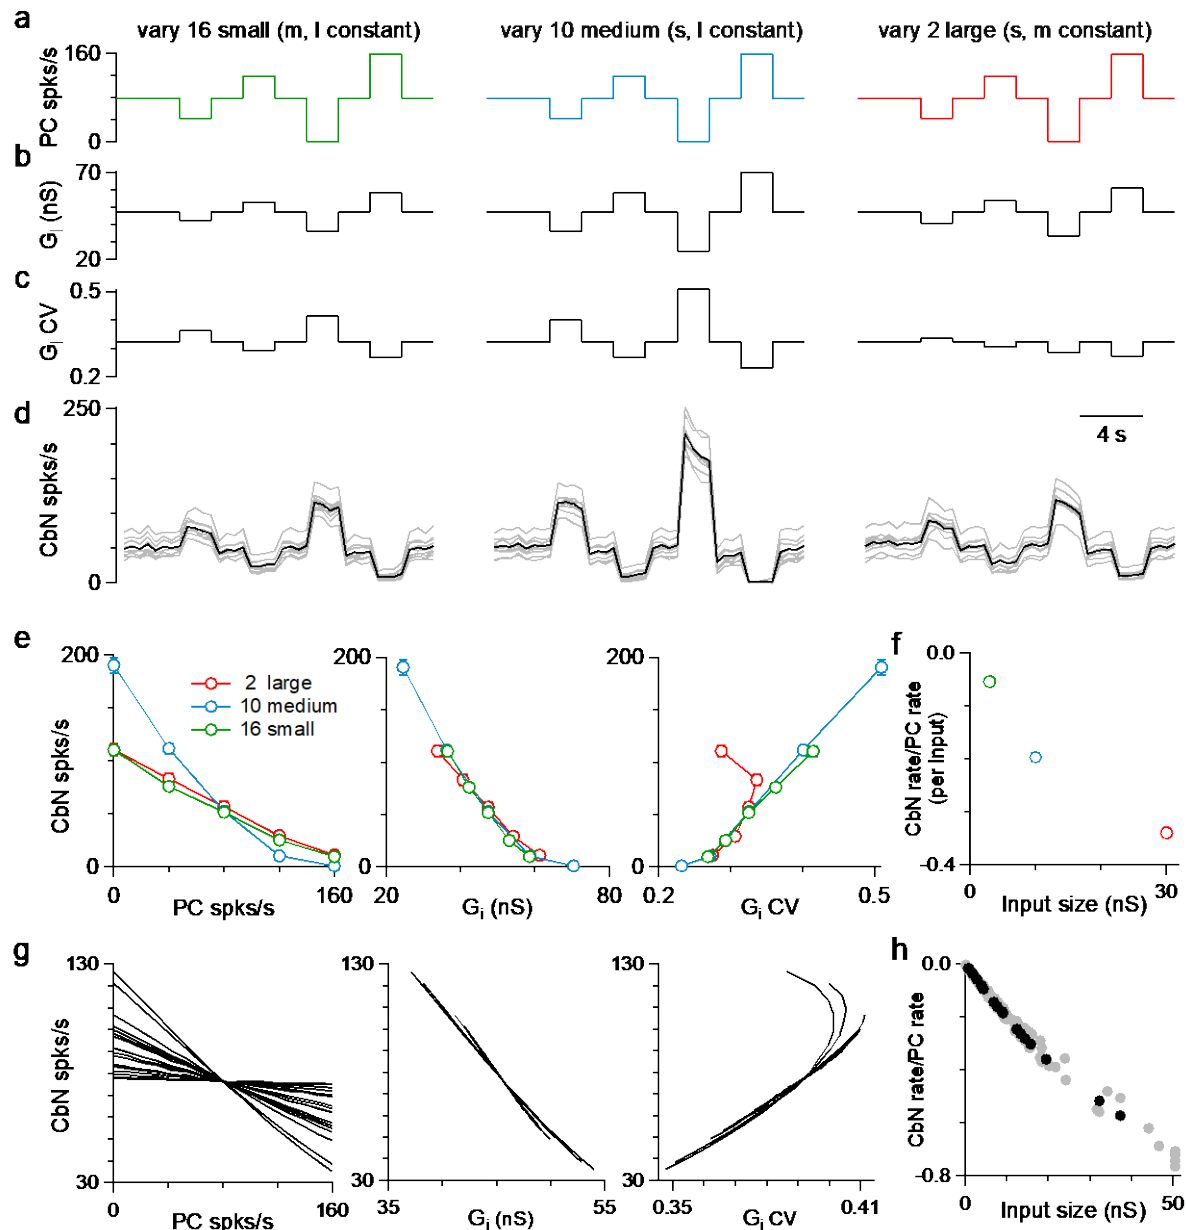 a
vary 16 small (m, l constant)
vary 10 medium (s, l constant)
vary 2 large (s, m constant)
160
0
PC spks/s
b
70
20
Gᵢ (nS)
c
0.5
0.2
Gᵢ CV
d
250
0
CbN spks/s
4 s
e
200
0
CbN spks/s
2 large
10 medium
16 small
0
160
PC spks/s
200
0
20
80
Gᵢ (nS)
200
0
0.2
0.5
Gᵢ CV
f
0.0
−0.4
CbN rate/PC rate
(per Input)
0
30
Input size (nS)
g
130
30
CbN spks/s
0
160
PC spks/s
130
30
35
55
Gᵢ (nS)
130
30
0.35
0.41
Gᵢ CV
h
0.0
−0.8
CbN rate/PC rate
0
50
Input size (nS)